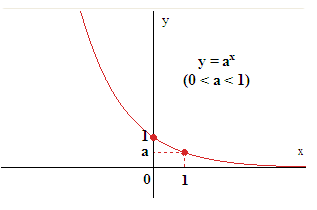 y
y = aˣ
(0 < a < 1)
1
a
x
0 1